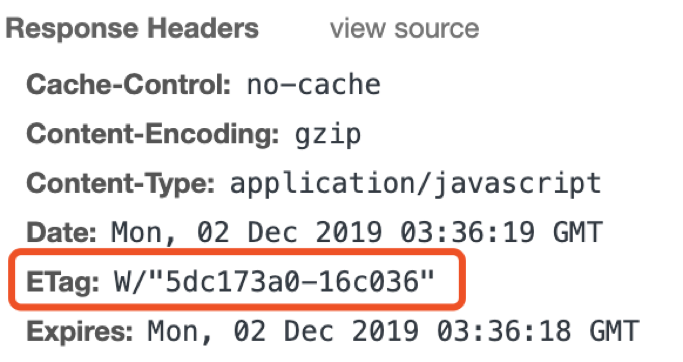 Response Headers view source
Cache-Control: no-cache
Content-Encoding: gzip
Content-Type: application/javascript
Date: Mon, 02 Dec 2019 03:36:19 GMT
ETag: W/"5dc173a0-16c036"
Expires: Mon, 02 Dec 2019 03:36:18 GMT